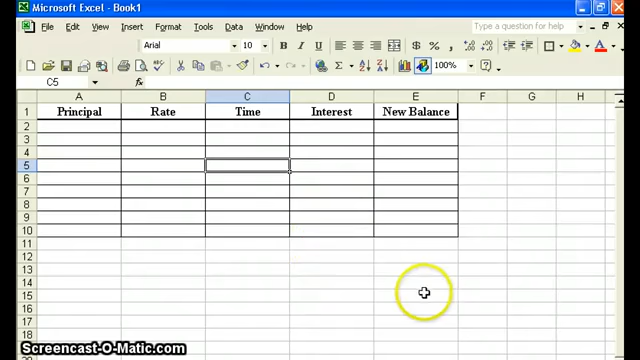 Microsoft Excel - Book1
File Edit View Insert Format Tools Data Window Help
Type a question for help
Arial 10 B I U $ % ,
Σ 100%
C5 fx
A B C D E F G H
1 Principal Rate Time Interest New Balance
2
3
4
5
6
7
8
9
10
11
12
13
14
15
16
17
18
19
Screencast-O-Matic.com